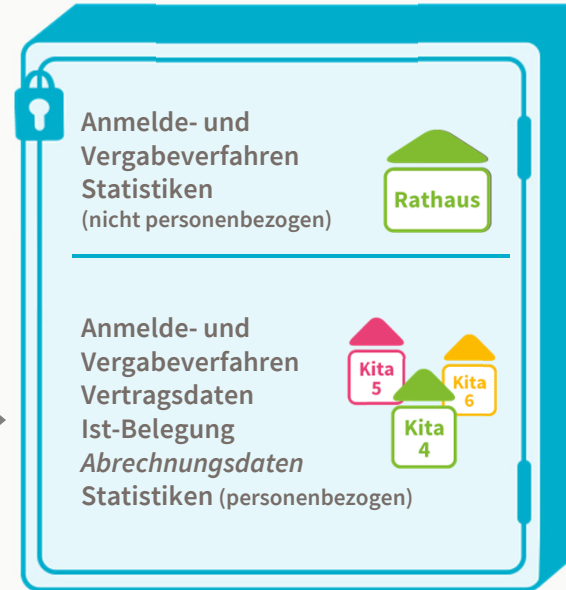 Anmelde- und
Vergabeverfahren
Statistiken
(nicht personenbezogen)
Rathaus
Anmelde- und
Vergabeverfahren
Vertragsdaten
Ist-Belegung
Abrechnungsdaten
Statistiken (personenbezogen)
Kita
5
Kita
6
Kita
4